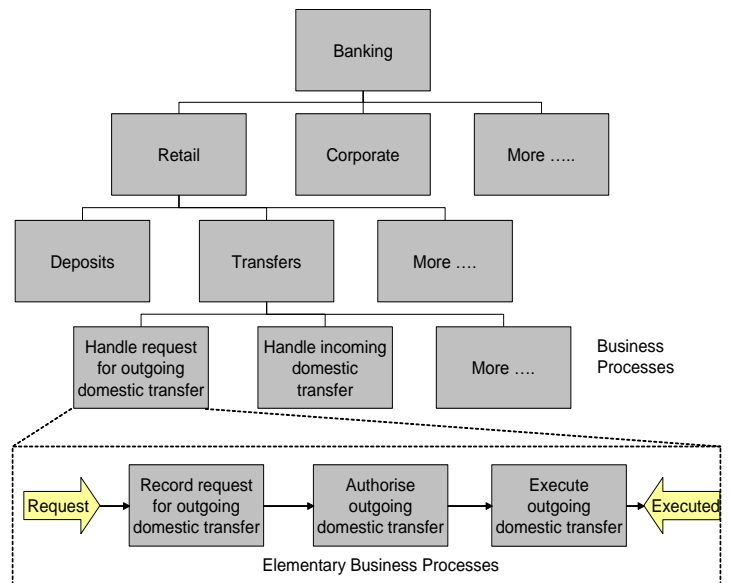 Banking
Retail
Corporate
More …..
Deposits
Transfers
More ….
Handle request
for outgoing
domestic transfer
Handle incoming
domestic
transfer
More ….
Business
Processes
Request
Record request
for outgoing
domestic transfer
Authorise
outgoing
domestic transfer
Execute
outgoing
domestic transfer
Executed
Elementary Business Processes